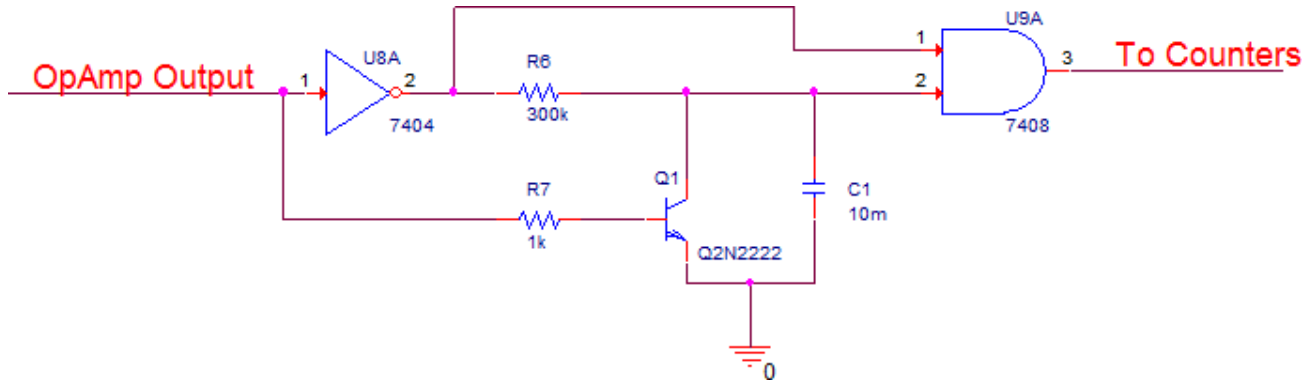 U9A
U8A
1
OpAmp Output
R6
To Counters
1
2
2
3
300k
7404
7408
R7
Q1
C1
10m
1k
Q2N2222
0